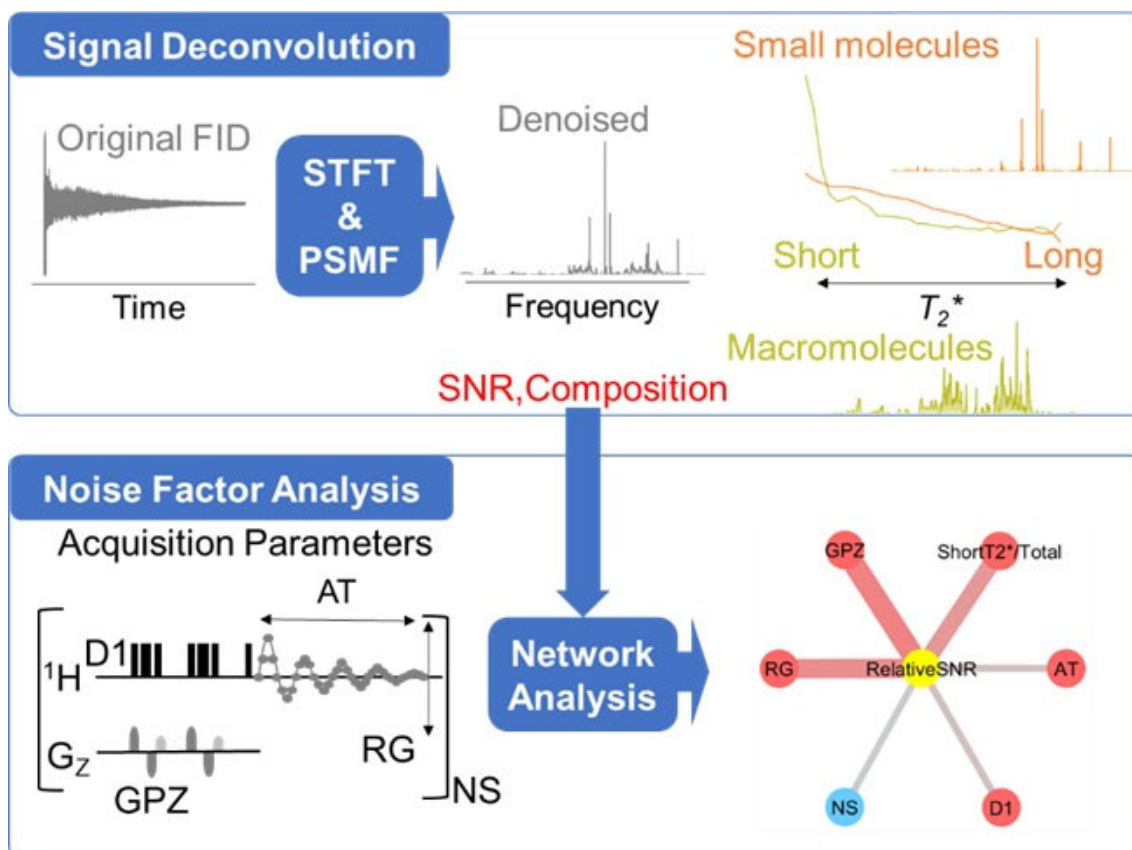 Signal Deconvolution
Original FID
Time
STFT
&
PSMF
Denoised
Frequency
Small molecules
Short
Long
T2*
Macromolecules
SNR,Composition
Noise Factor Analysis
Acquisition Parameters
AT
1H
D1
GZ
GPZ
RG
NS
Network
Analysis
GPZ
ShortT2*/Total
RG
RelativeSNR
AT
NS
D1